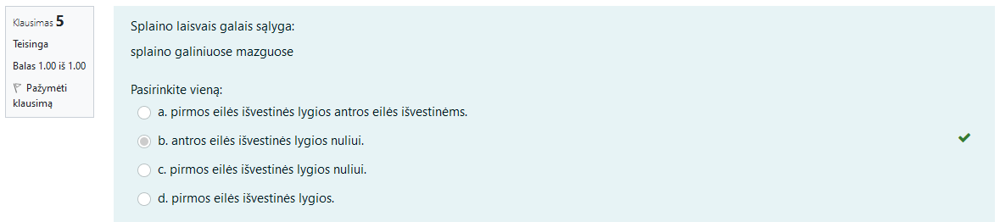 Klausimas 5
Teisinga
Balas 1.00 iš 1.00
Pažymėti
klausimą
Splaino laisvais galais sąlyga:
splaino galiniuose mazguose
Pasirinkite vieną:
a. pirmos eilės išvestinės lygios antros eilės išvestinėms.
b. antros eilės išvestinės lygios nuliui.
c. pirmos eilės išvestinės lygios nuliui.
d. pirmos eilės išvestinės lygios.